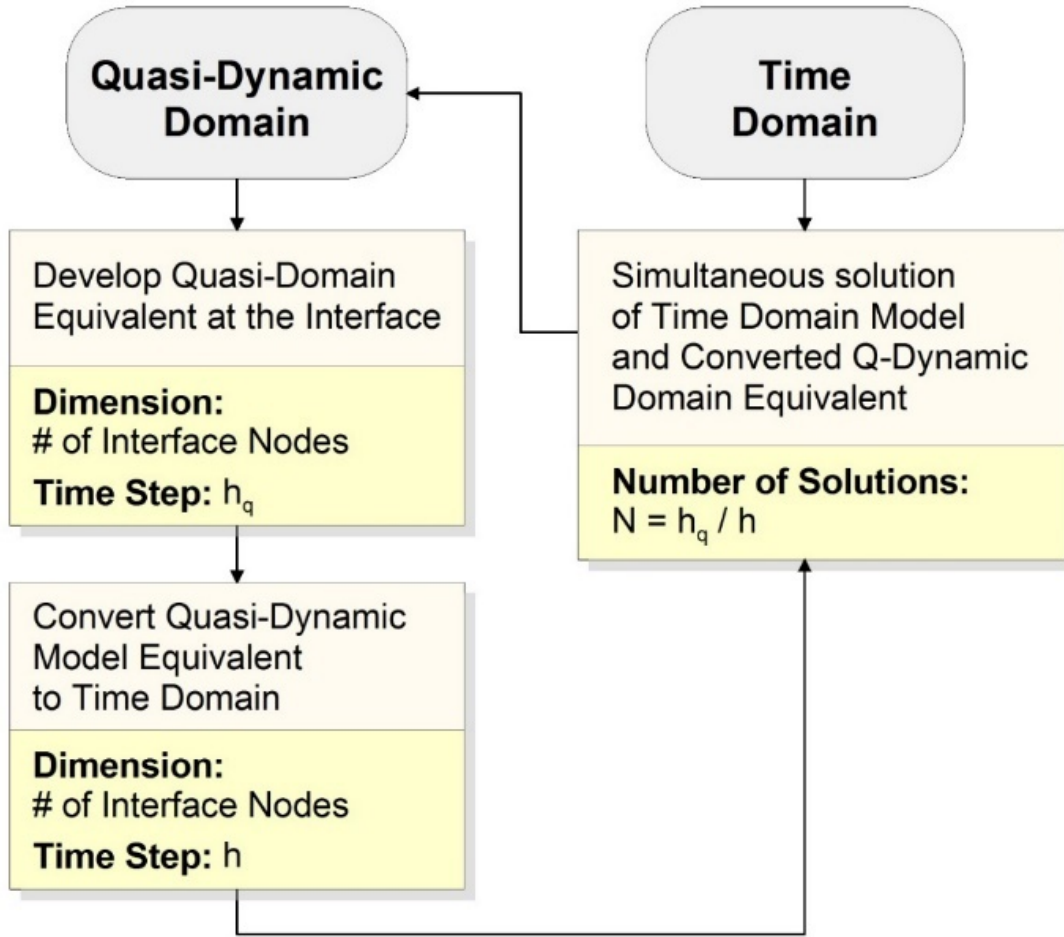 Quasi-Dynamic
Domain
Develop Quasi-Domain
Equivalent at the Interface
Dimension:
# of Interface Nodes
Time Step: hq
Convert Quasi-Dynamic
Model Equivalent
to Time Domain
Dimension:
# of Interface Nodes
Time Step: h
Time
Domain
Simultaneous solution
of Time Domain Model
and Converted Q-Dynamic
Domain Equivalent
Number of Solutions:
N = hq / h